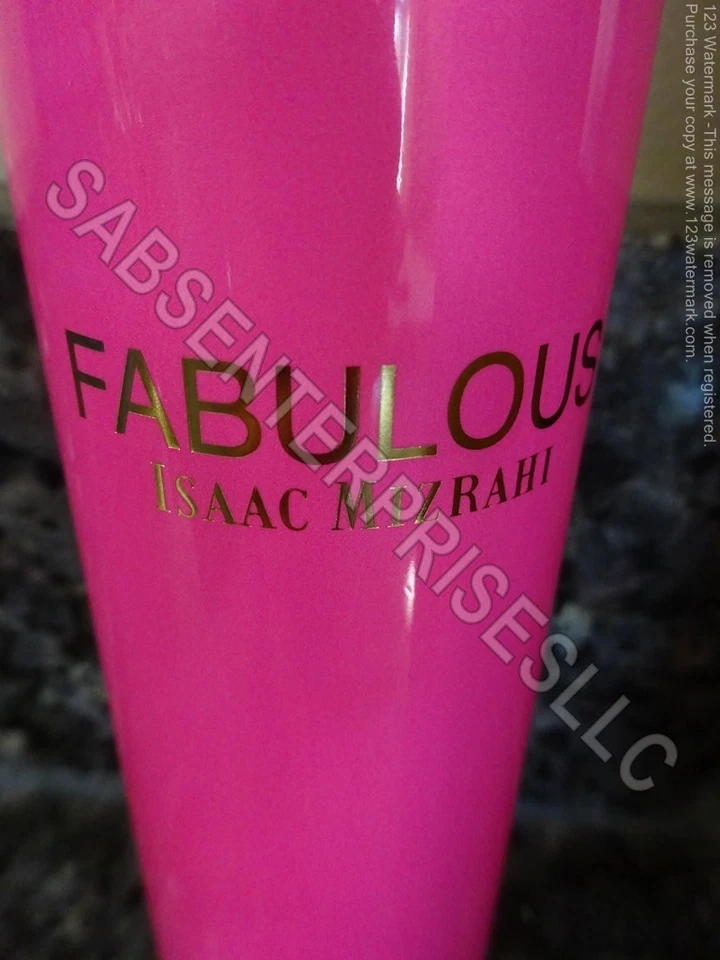 FABULOUS
ISAAC MIZRAHI
SABSENTERPRISESLLC
123 Watermark -This message is removed when registered.
Purchase your copy at www.123watermark.com.